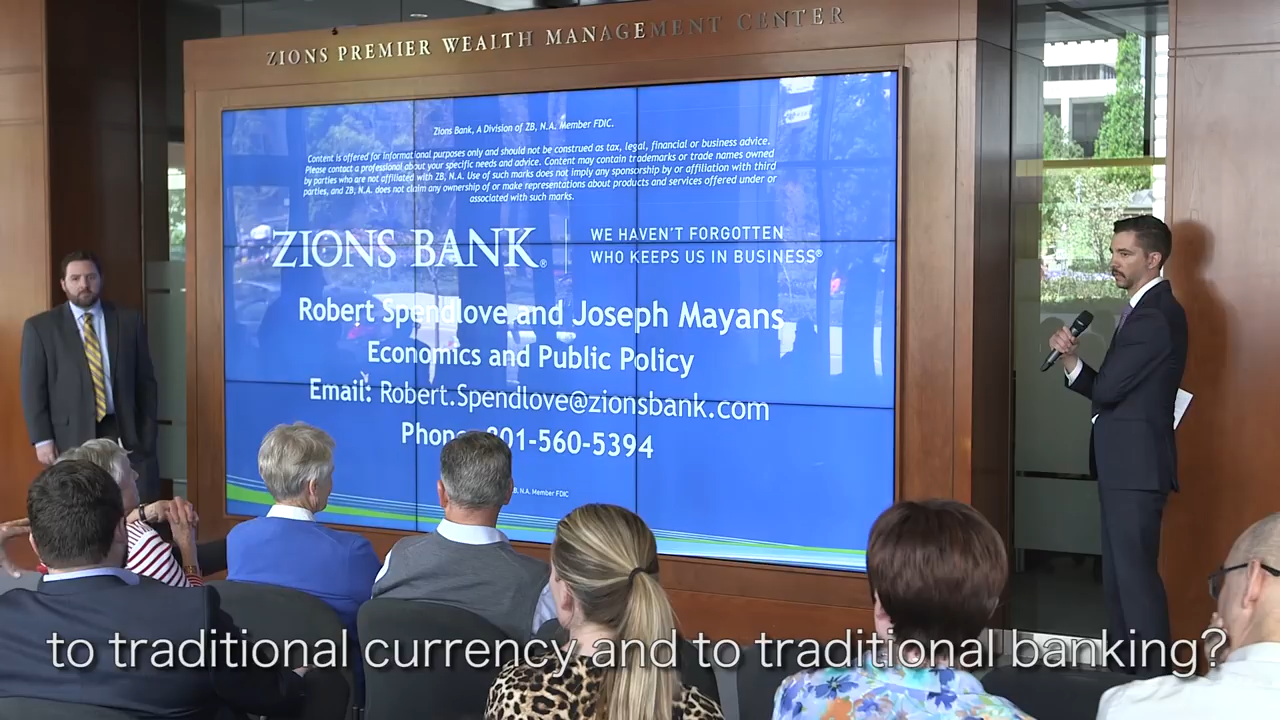 ZIONS PREMIER WEALTH MANAGEMENT CENTER
Zions Bank, A Division of ZB, N.A. Member FDIC.
Content is offered for informational purposes only and should not be construed as tax, legal, financial or business advice.
Please contact a professional about your specific needs and advice. Content may contain trademarks or trade names owned
by parties who are not affiliated with ZB, N.A. Use of such marks does not imply any sponsorship by or affiliation with third
parties, and ZB, N.A. does not claim any ownership of or make representations about products and services offered under or
associated with such marks.
ZIONS BANK®
WE HAVEN'T FORGOTTEN
WHO KEEPS US IN BUSINESS®
Robert Spendlove and Joseph Mayans
Economics and Public Policy
Email: Robert.Spendlove@zionsbank.com
801-560-5394
N.A. Member FDIC
to traditional currency and to traditional banking?